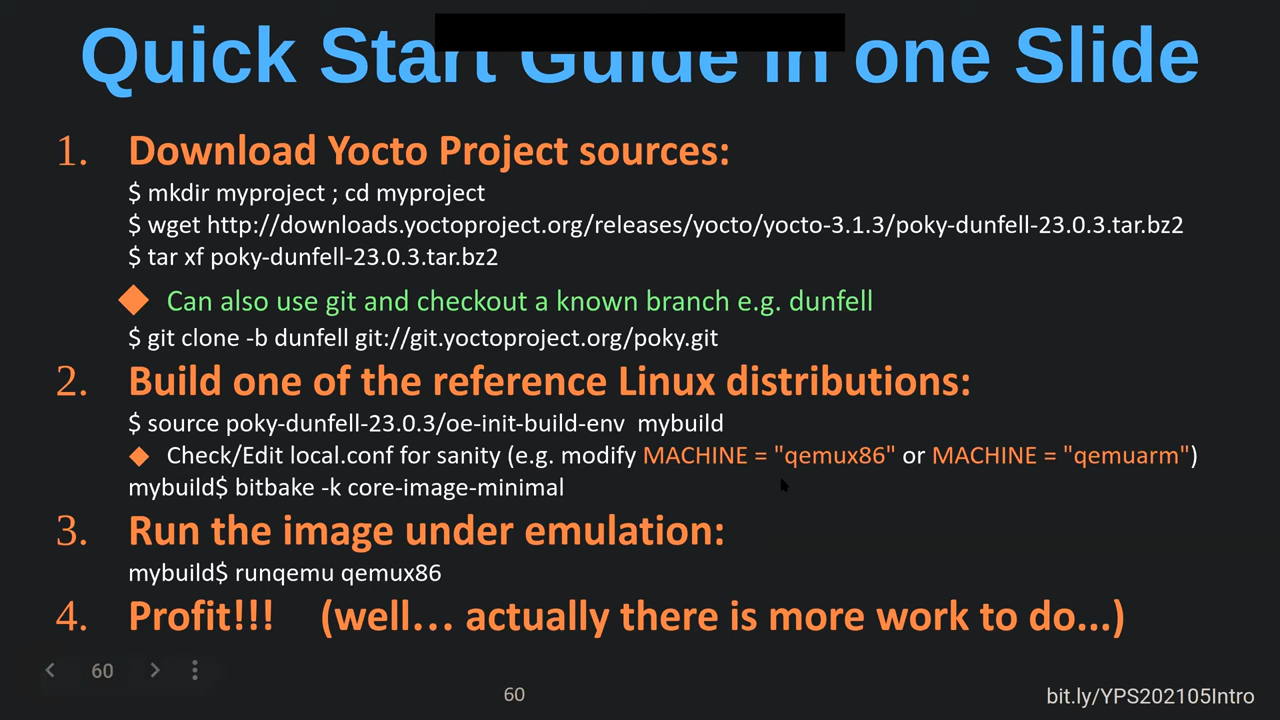 Quick Start Guide in one Slide
1. Download Yocto Project sources:
$ mkdir myproject ; cd myproject
$ wget http://downloads.yoctoproject.org/releases/yocto/yocto-3.1.3/poky-dunfell-23.0.3.tar.bz2
$ tar xf poky-dunfell-23.0.3.tar.bz2
Can also use git and checkout a known branch e.g. dunfell
$ git clone -b dunfell git://git.yoctoproject.org/poky.git
2. Build one of the reference Linux distributions:
$ source poky-dunfell-23.0.3/oe-init-build-env mybuild
Check/Edit local.conf for sanity (e.g. modify MACHINE = "qemux86" or MACHINE = "qemuarm")
mybuild$ bitbake -k core-image-minimal
3. Run the image under emulation:
mybuild$ runqemu qemux86
4. Profit!!! (well... actually there is more work to do...)
60
60
bit.ly/YPS202105Intro